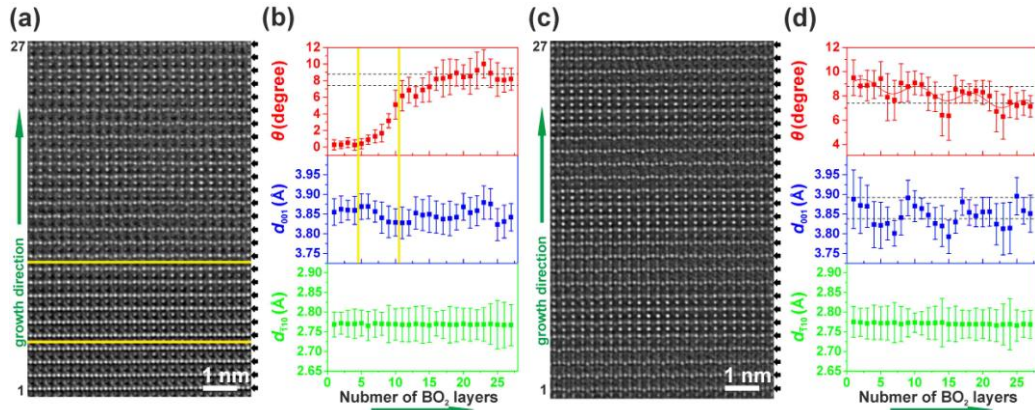 (a)
27
growth direction
1
1 nm
(b)
12
10
8
6
4
2
0
θ (degree)
3.95
3.90
3.85
3.80
3.75
d₀₀₁ (Å)
2.90
2.85
2.80
2.75
2.70
2.65
d₁̅₁₀ (Å)
0 5 10 15 20 25
Nubmer of BO₂ layers
(c)
27
growth direction
1
1 nm
(d)
12
10
8
6
4
θ (degree)
3.95
3.90
3.85
3.80
3.75
d₀₀₁ (Å)
2.90
2.85
2.80
2.75
2.70
2.65
d₁̅₁₀ (Å)
0 5 10 15 20 25
Nubmer of BO₂ layers